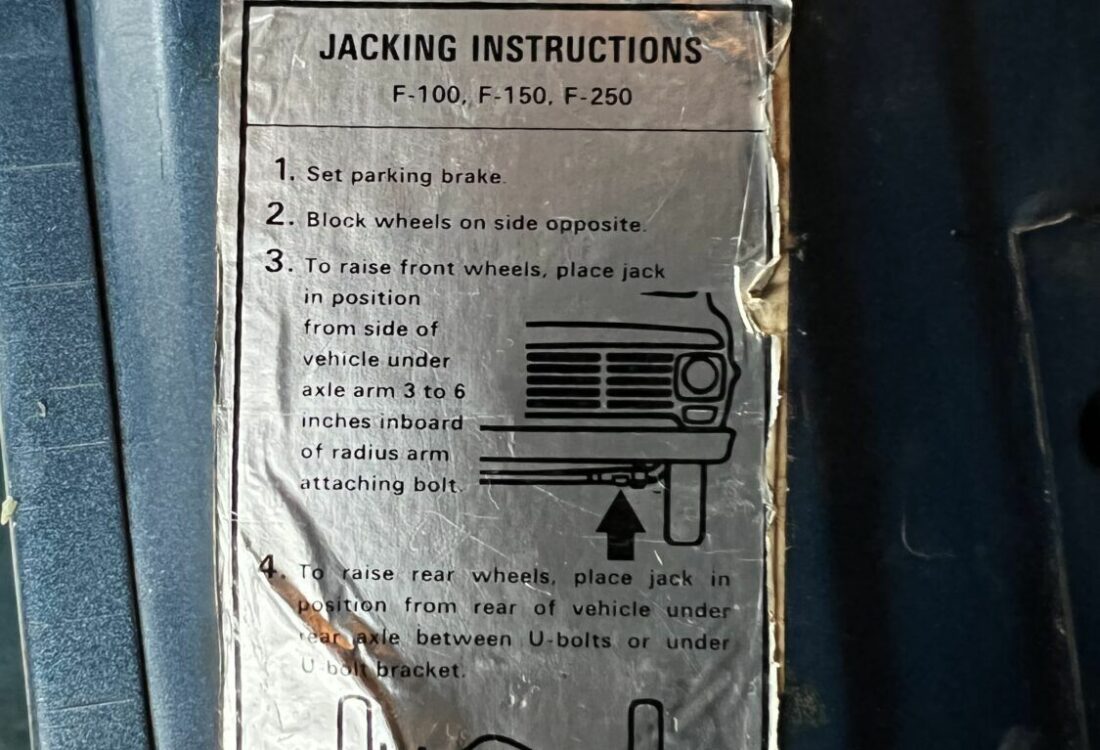 JACKING INSTRUCTIONS
F-100, F-150, F-250
1. Set parking brake.
2. Block wheels on side opposite.
3. To raise front wheels, place jack
in position
from side of
vehicle under
axle arm 3 to 6
inches inboard
of radius arm
attaching bolt.
4. To raise rear wheels, place jack in
position from rear of vehicle under
rear axle between U-bolts or under
U-bolt bracket.